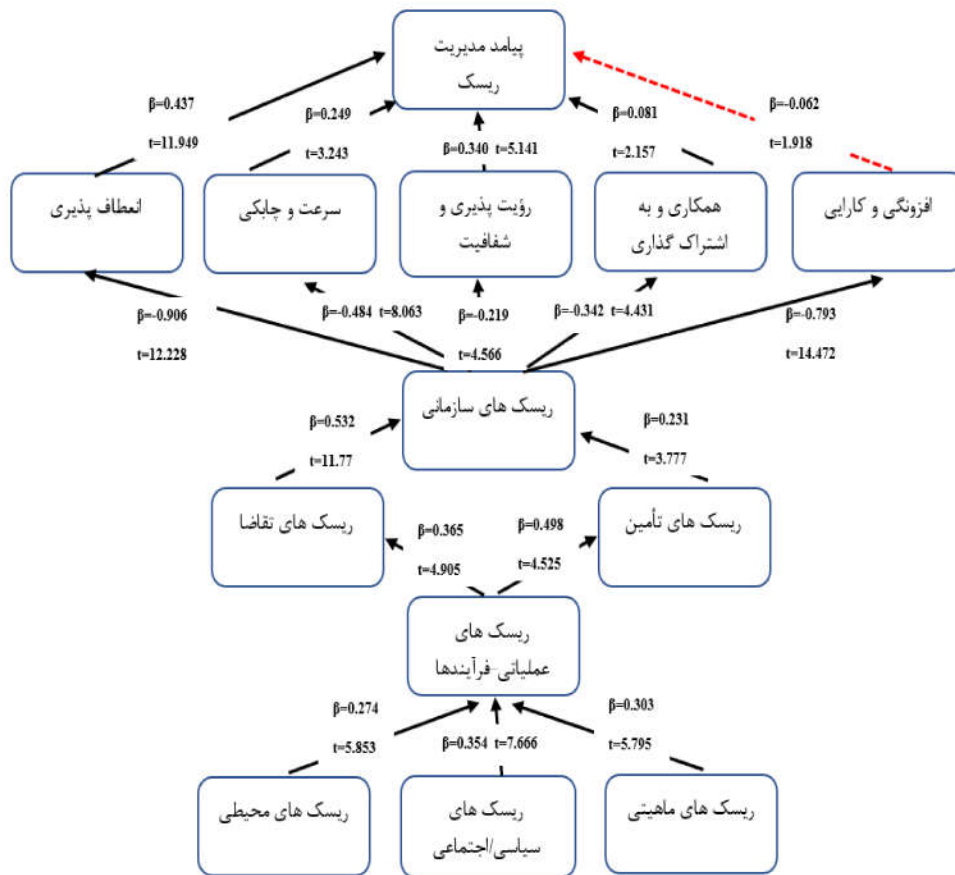 پیامد مدیریت
ریسک
β=0.437
t=11.949
β=0.249
t=3.243
β=0.340 t=5.141
β=0.081
t=2.157
β=-0.062
t=1.918
انعطاف پذیری
سرعت و چابکی
رؤیت پذیری و
شفافیت
همکاری و به
اشتراک گذاری
افزونگی و کارایی
β=-0.906
t=12.228
β=-0.484 t=8.063
β=-0.219
t=4.566
β=-0.342 t=4.431
β=-0.793
t=14.472
ریسک های سازمانی
β=0.532
t=11.77
β=0.231
t=3.777
ریسک های تقاضا
ریسک های تأمین
β=0.365
t=4.905
β=0.498
t=4.525
ریسک های
عملیاتی-فرآیندها
β=0.274
t=5.853
β=0.354 t=7.666
β=0.303
t=5.795
ریسک های محیطی
ریسک های
سیاسی/اجتماعی
ریسک های ماهیتی